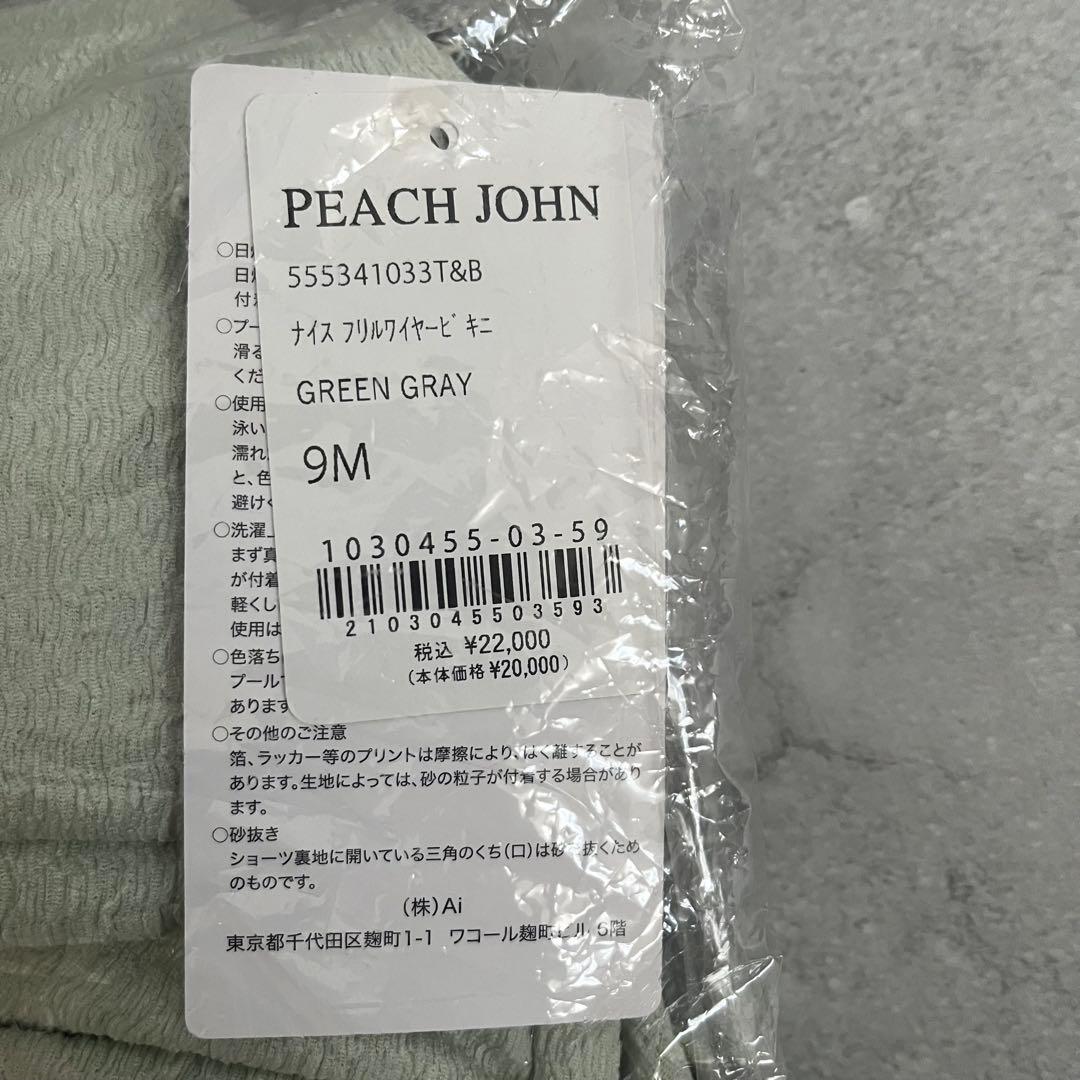 PEACH JOHN
555341033T&B
ﾅｲｽ ﾌﾘﾙﾜｲﾔｰﾋﾞｷﾆ
GREEN GRAY
9M
1030455-03-59
2103045503593
税込 ¥22,000
(本体価格¥20,000)
○日
日
付
○プー
滑る
くだ
○使用
泳い
濡れ
と、色
避けく
○洗濯
まず真
が付着
軽くし
使用は
○色落ち
プール
あります
○その他のご注意
箔、ラッカー等のプリントは摩擦により、はく離することが
あります。生地によっては、砂の粒子が付着する場合があり
ます。
○砂抜き
ショーツ裏地に開いている三角のくち(口)は砂を抜くため
のものです。
(株)Ai
東京都千代田区麹町1-1 ワコール麹町ビル 6階